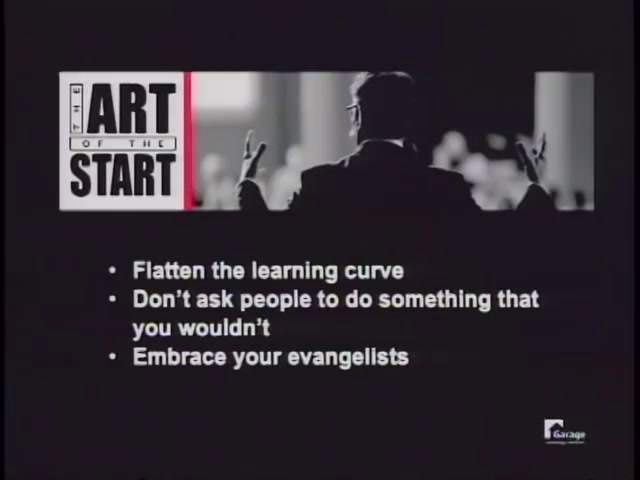 THE
ART
OF THE
START
• Flatten the learning curve
• Don't ask people to do something that
you wouldn't
• Embrace your evangelists
Garage